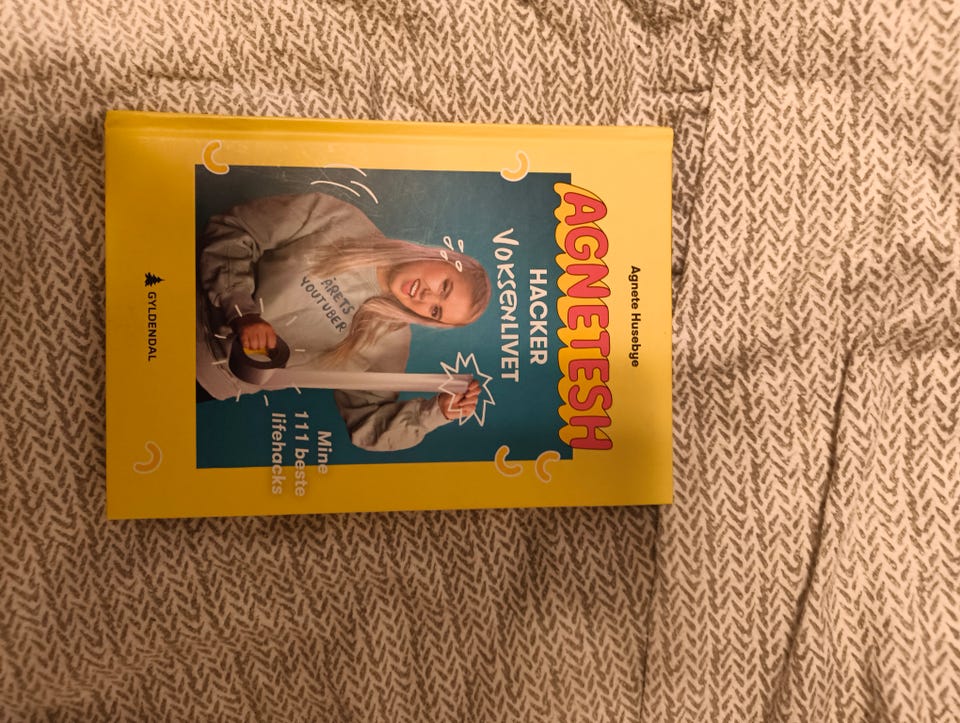 Agnete Husebye
AGNETESH
HACKER
VOKSENLIVET
ÅRETS
YOUTUBER
Mine
111 beste
lifehacks
GYLDENDAL